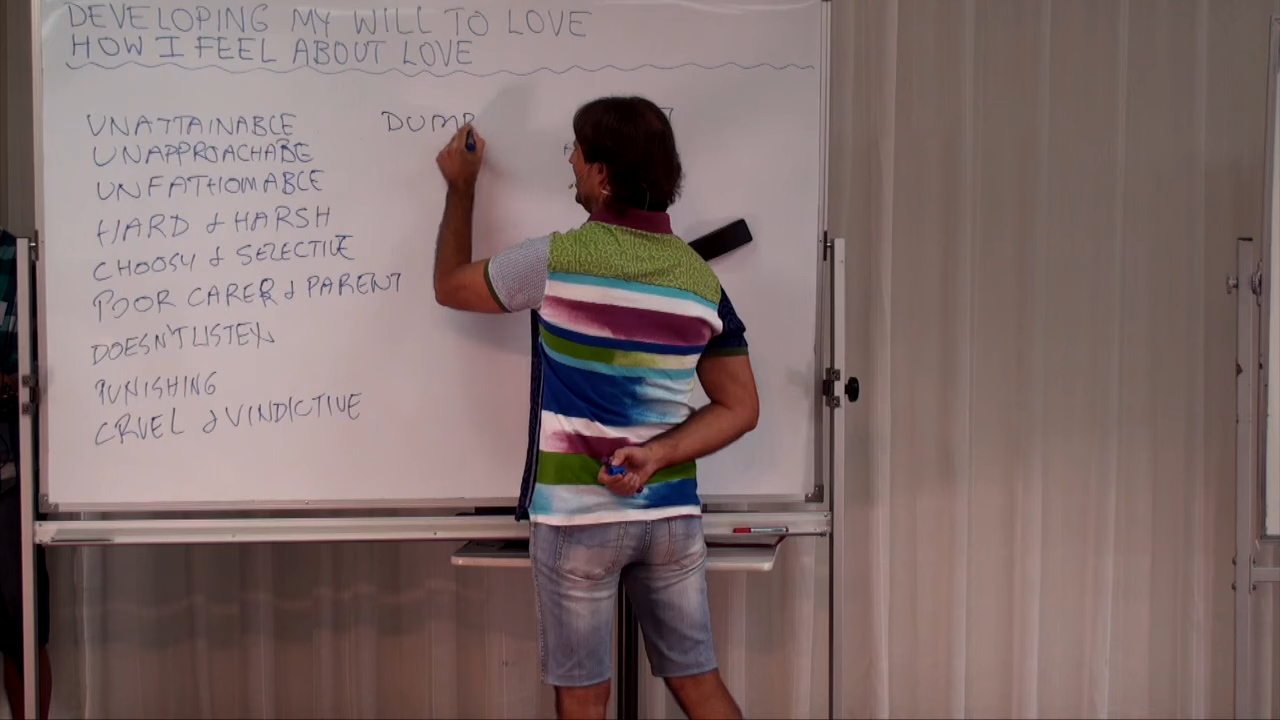 DEVELOPING MY WILL TO LOVE
HOW I FEEL ABOUT LOVE
UNATTAINABLE
UNAPPROACHABE
UNFATHOMABLE
HARD & HARSH
CHOOSY & SELECTIVE
POOR CARER & PARENT
DOESN'T LISTEN
PUNISHING
CRUEL & VINDICTIVE
DUMB